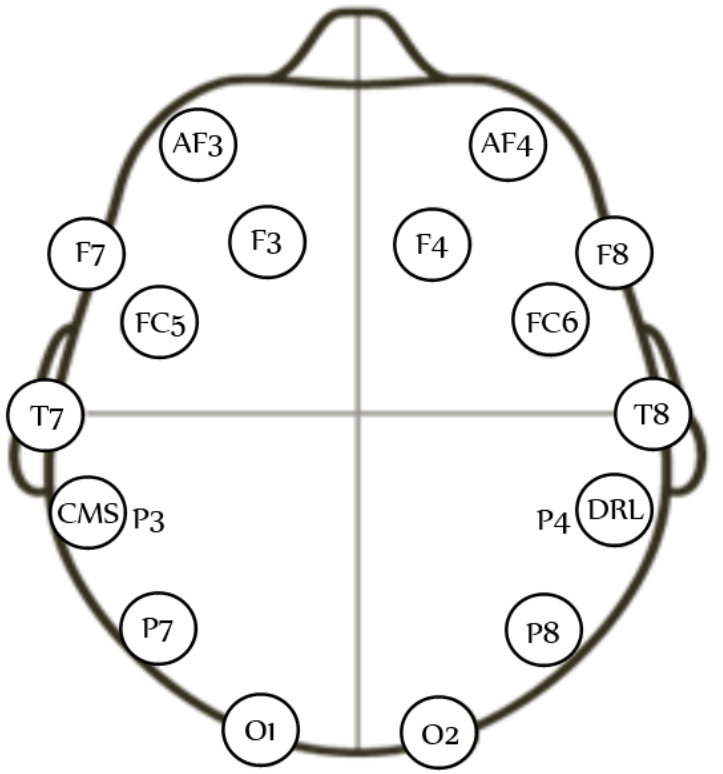 AF3 AF4
F7 F3 F4 F8
FC5 FC6
T7 T8
CMS P3 P4 DRL
P7 P8
O1 O2